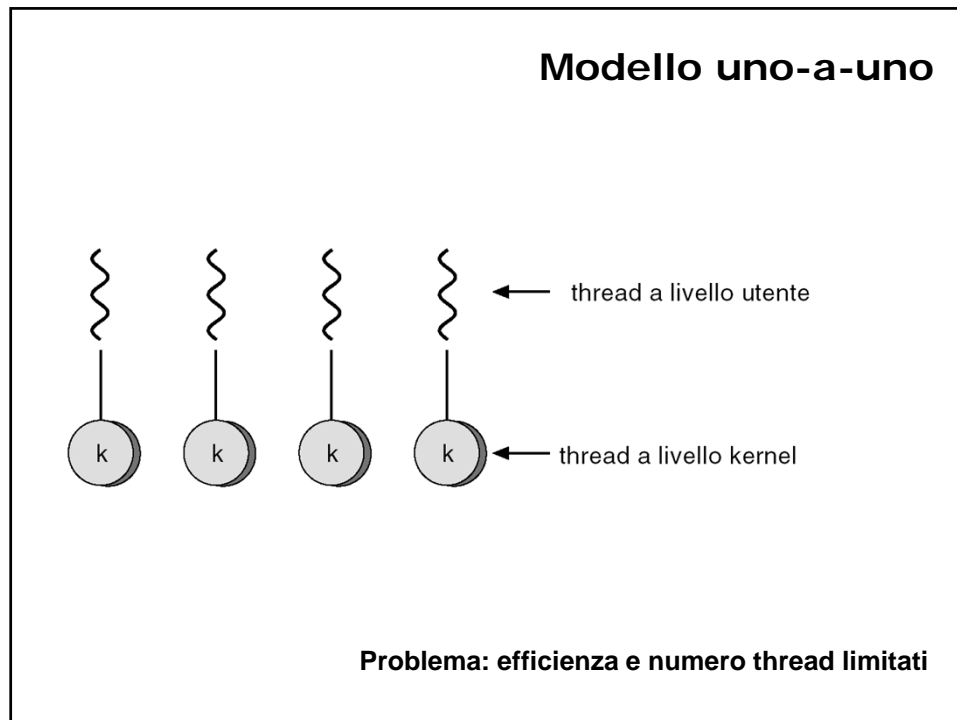 Modello uno-a-uno
thread a livello utente
k k k k
thread a livello kernel
Problema: efficienza e numero thread limitati